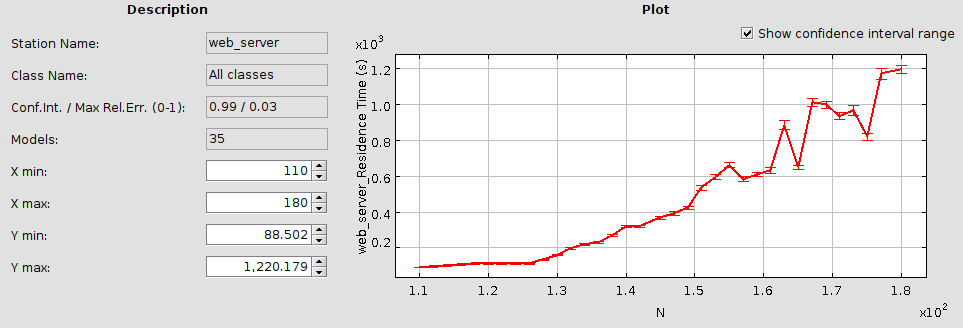 Description
Station Name: web_server
Class Name: All classes
Conf.Int. / Max Rel.Err. (0-1): 0.99 / 0.03
Models: 35
X min: 110
X max: 180
Y min: 88.502
Y max: 1,220.179
Plot
Show confidence interval range
x10³
web_server_Residence Time (s)
1.2
1.0
0.8
0.6
0.4
0.2
1.1 1.2 1.3 1.4 1.5 1.6 1.7 1.8
N
x10²